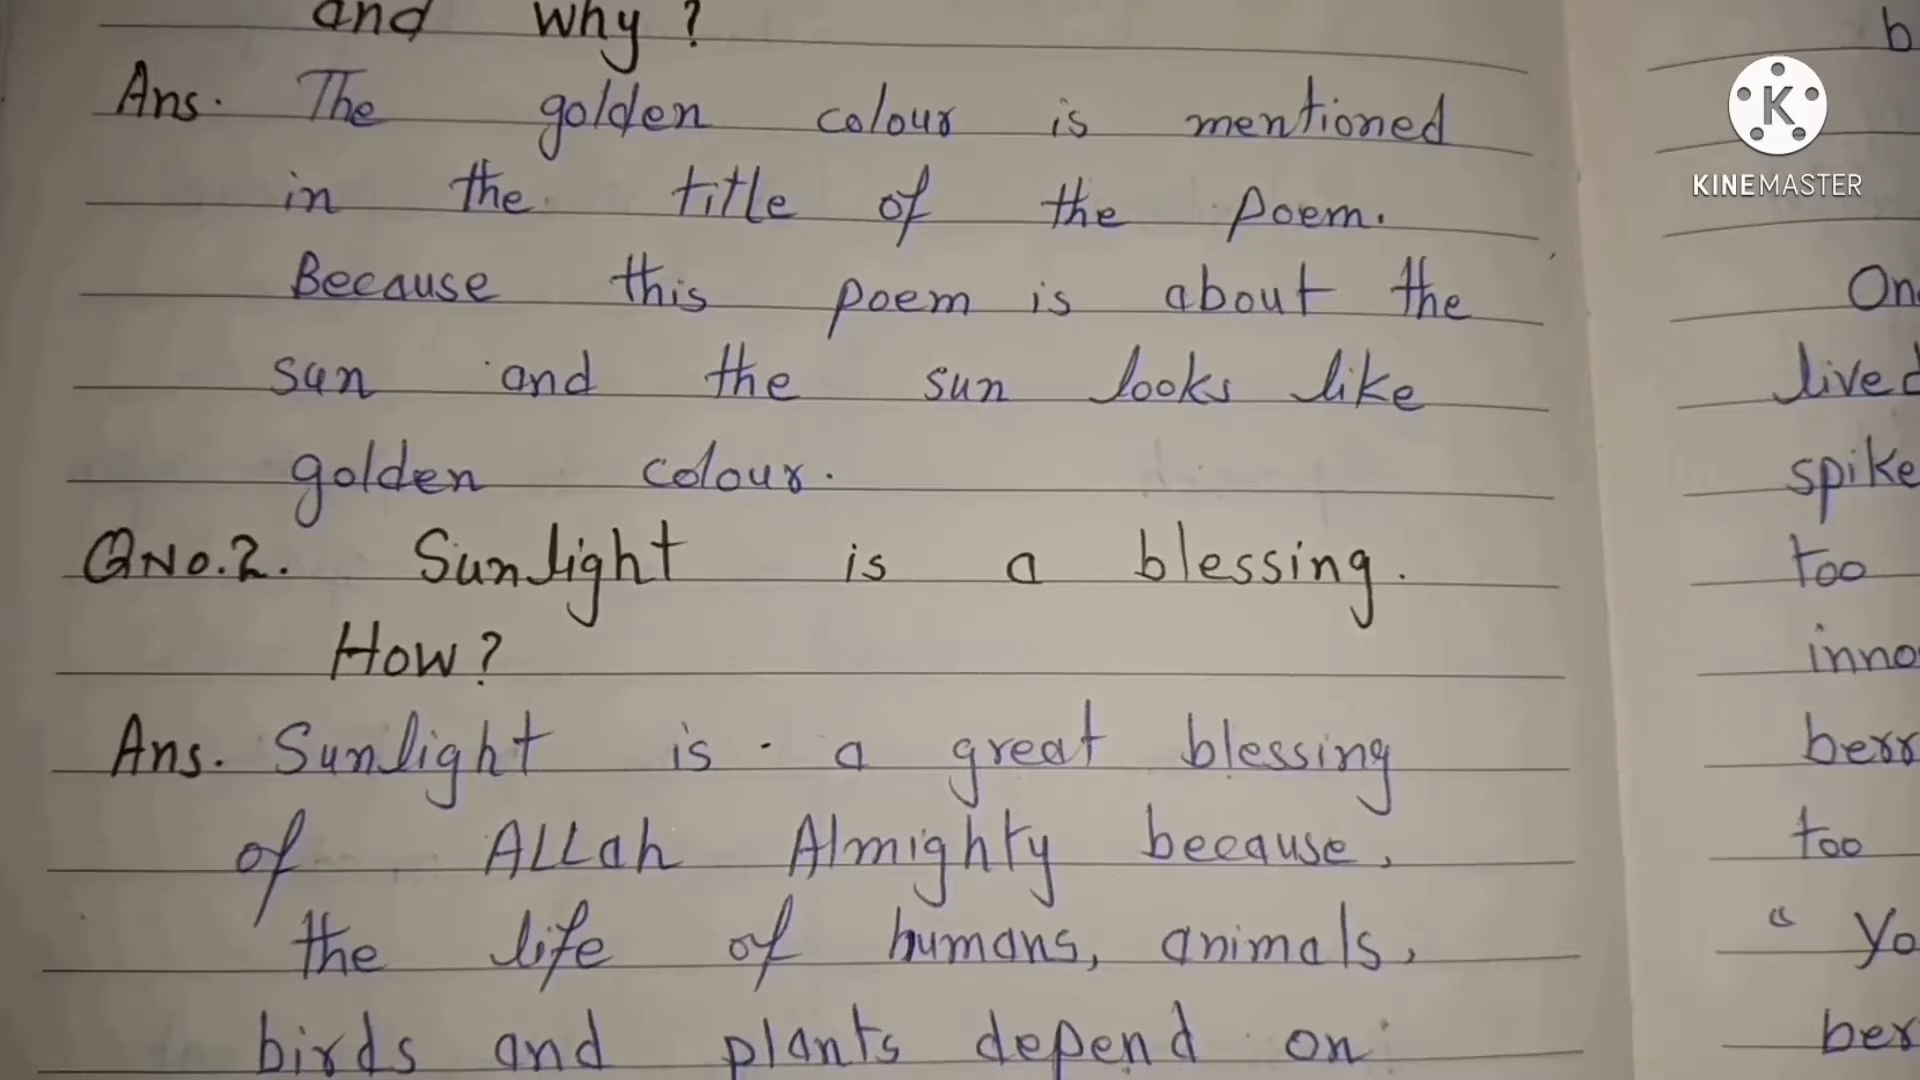 and why?
Ans. The golden colour is mentioned
in the title of the poem.
Because this poem is about the
sun and the sun looks like
golden colour.
QNo.2. Sunlight is a blessing.
How?
Ans. Sunlight is a great blessing
of ALLah Almighty because,
the life of humans, animals,
birds and plants depend on
b
K
KINEMASTER
lived
spike
too
inno
berr
too
" Yo
ber